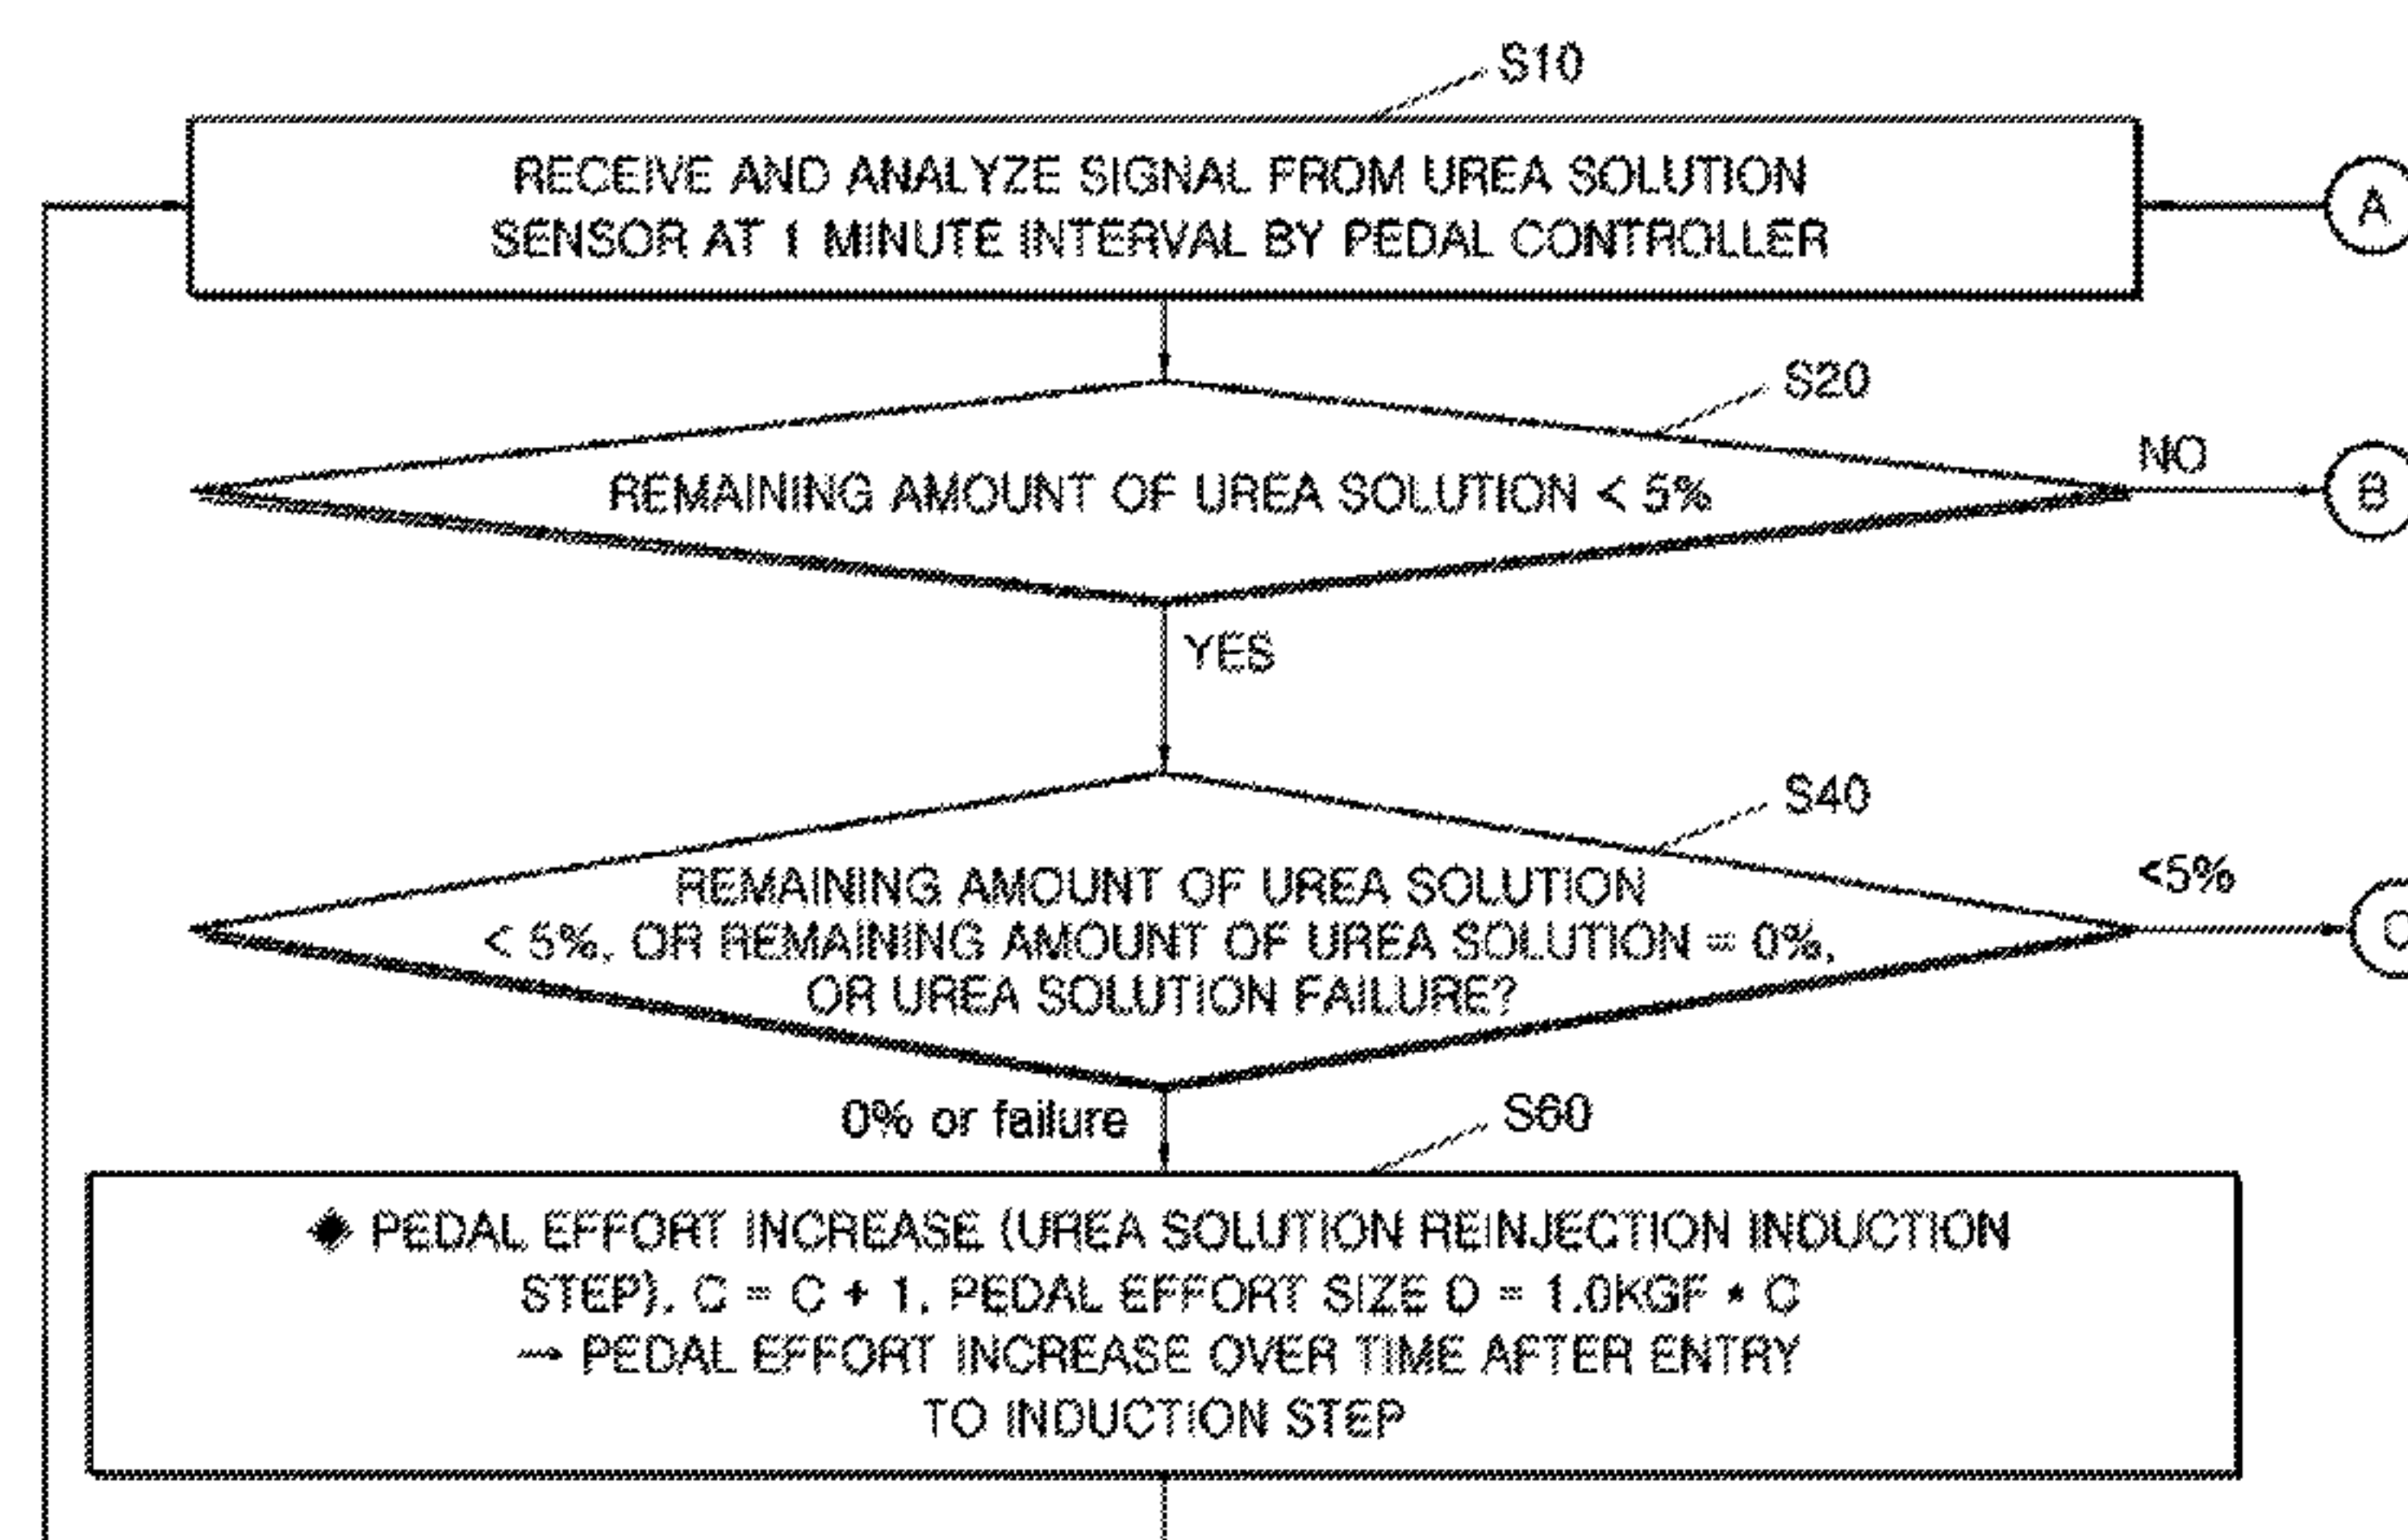 S10
RECEIVE AND ANALYZE SIGNAL FROM UREA SOLUTION
SENSOR AT 1 MINUTE INTERVAL BY PEDAL CONTROLLER
A
S20
REMAINING AMOUNT OF UREA SOLUTION < 5%
NO
B
YES
S40
REMAINING AMOUNT OF UREA SOLUTION
< 5%, OR REMAINING AMOUNT OF UREA SOLUTION = 0%,
OR UREA SOLUTION FAILURE?
<5%
C
0% or failure
S60
◆ PEDAL EFFORT INCREASE (UREA SOLUTION REINJECTION INDUCTION
STEP), C = C + 1, PEDAL EFFORT SIZE D = 1.0KGF * C
→ PEDAL EFFORT INCREASE OVER TIME AFTER ENTRY
TO INDUCTION STEP